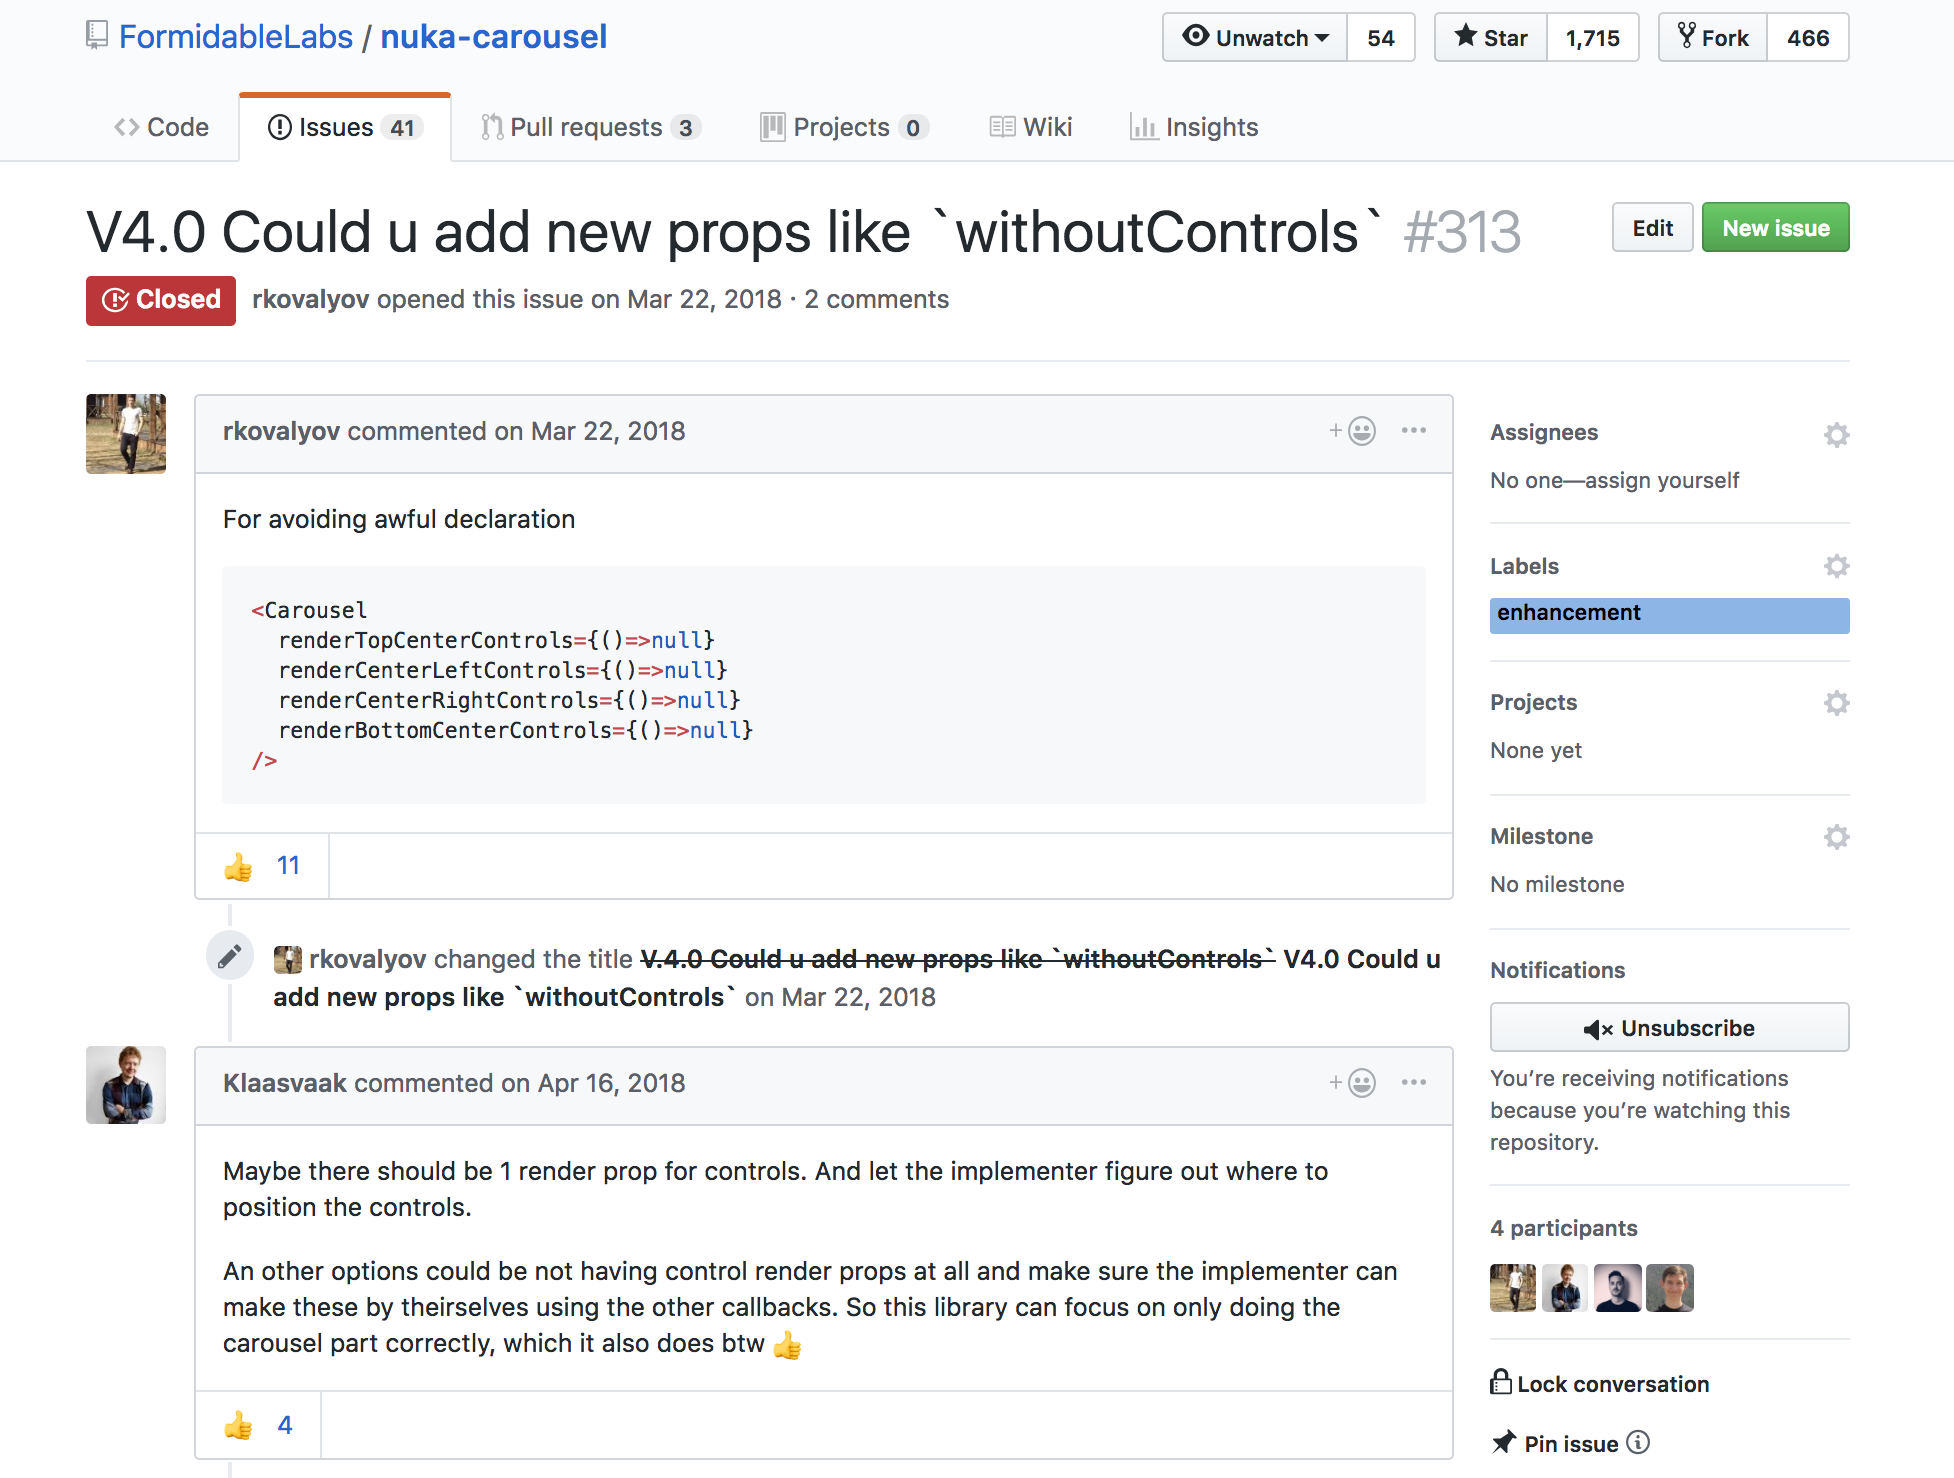 FormidableLabs / nuka-carousel
Unwatch 54
Star 1,715
Fork 466
Code
Issues 41
Pull requests 3
Projects 0
Wiki
Insights
V4.0 Could u add new props like `withoutControls` #313
Edit
New issue
Closed
rkovalyov opened this issue on Mar 22, 2018 · 2 comments
rkovalyov commented on Mar 22, 2018
For avoiding awful declaration
<Carousel
  renderTopCenterControls={()=>null}
  renderCenterLeftControls={()=>null}
  renderCenterRightControls={()=>null}
  renderBottomCenterControls={()=>null}
/>
👍 11
rkovalyov changed the title V.4.0 Could u add new props like `withoutControls` V4.0 Could u
add new props like `withoutControls` on Mar 22, 2018
Klaasvaak commented on Apr 16, 2018
Maybe there should be 1 render prop for controls. And let the implementer figure out where to
position the controls.
An other options could be not having control render props at all and make sure the implementer can
make these by theirselves using the other callbacks. So this library can focus on only doing the
carousel part correctly, which it also does btw 👍
👍 4
Assignees
No one—assign yourself
Labels
enhancement
Projects
None yet
Milestone
No milestone
Notifications
Unsubscribe
You’re receiving notifications
because you’re watching this
repository.
4 participants
Lock conversation
Pin issue